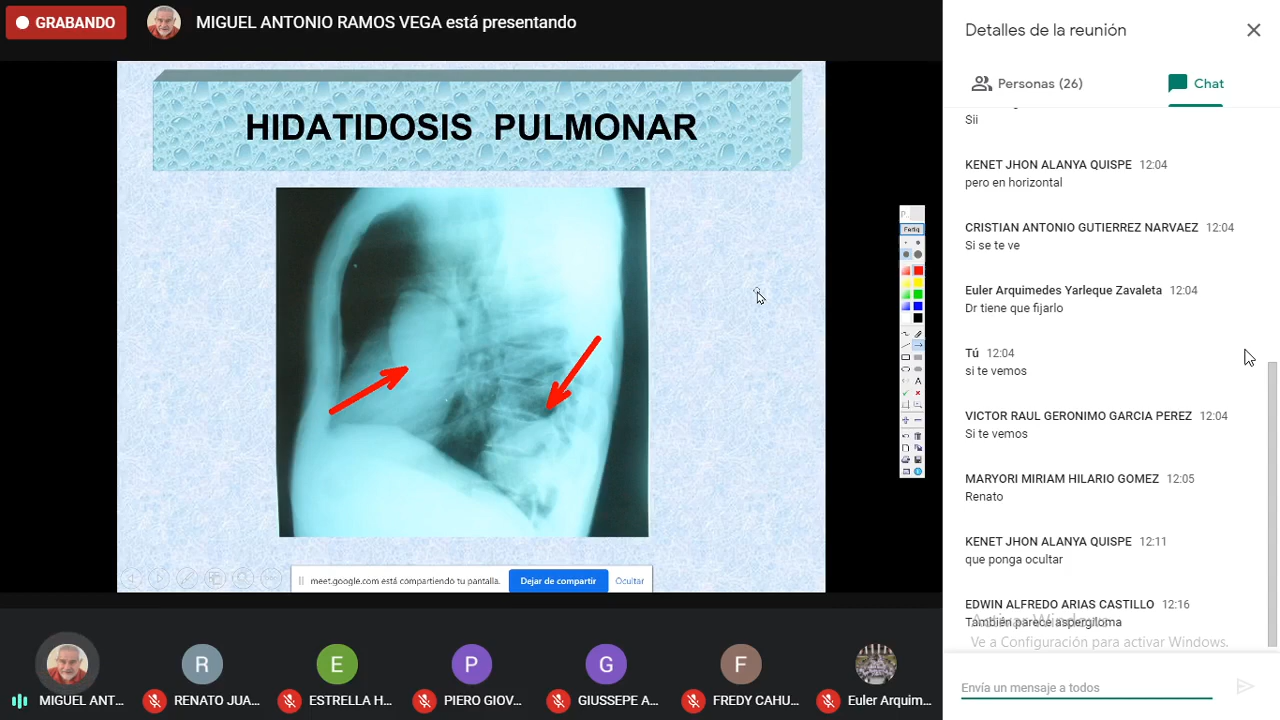 GRABANDO
MIGUEL ANTONIO RAMOS VEGA está presentando
HIDATIDOSIS PULMONAR
Fertig
meet.google.com está compartiendo tu pantalla.
Dejar de compartir
Ocultar
MIGUEL ANT...
RENATO JUA...
ESTRELLA H...
PIERO GIOV...
GIUSSEPE A...
FREDY CAHU...
Euler Arquim...
R
E
P
G
F
Detalles de la reunión
Personas (26)
Chat
Sii
KENET JHON ALANYA QUISPE 12:04
pero en horizontal
CRISTIAN ANTONIO GUTIERREZ NARVAEZ 12:04
Si se te ve
Euler Arquimedes Yarleque Zavaleta 12:04
Dr tiene que fijarlo
Tú 12:04
si te vemos
VICTOR RAUL GERONIMO GARCIA PEREZ 12:04
Si te vemos
MARYORI MIRIAM HILARIO GOMEZ 12:05
Renato
KENET JHON ALANYA QUISPE 12:11
que ponga ocultar
EDWIN ALFREDO ARIAS CASTILLO 12:16
También parece aspergiloma
Activar Windows
Ve a Configuración para activar Windows.
Envía un mensaje a todos